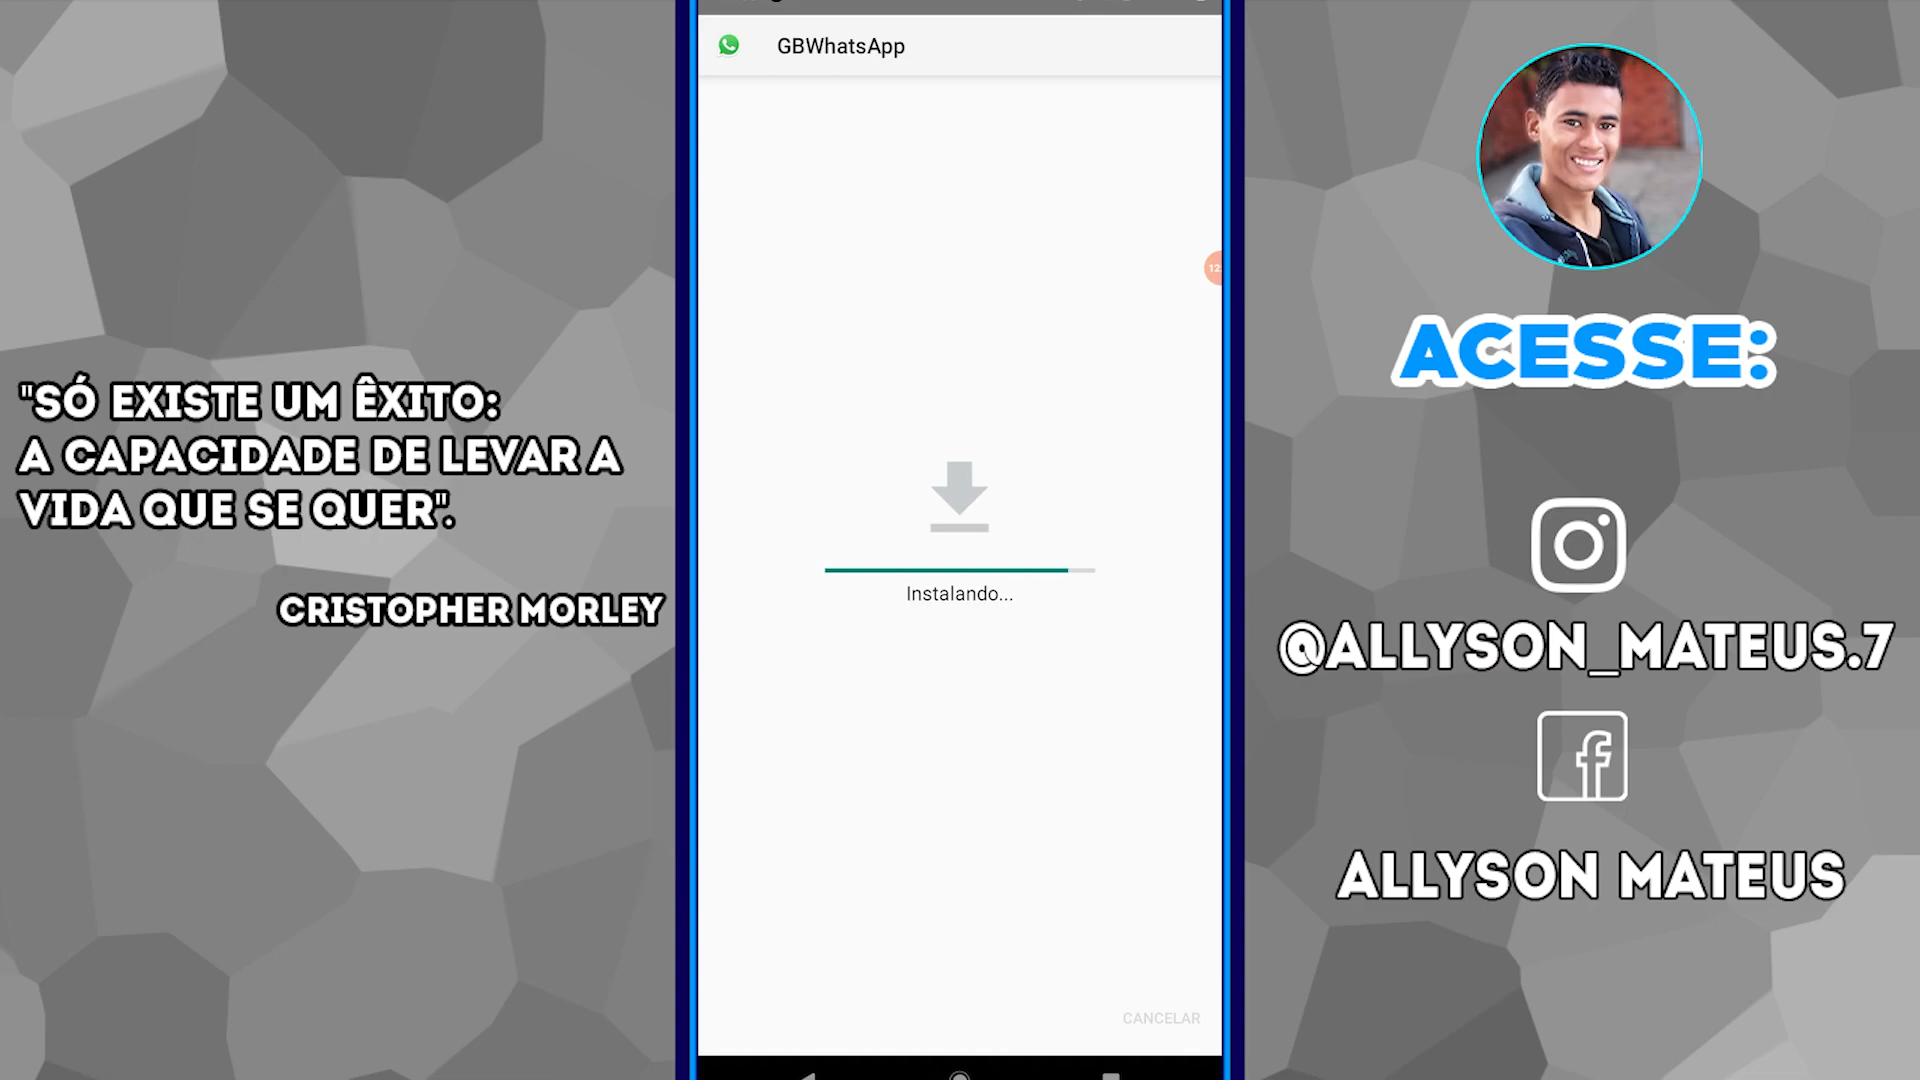 "SÓ EXISTE UM ÊXITO:
A CAPACIDADE DE LEVAR A
VIDA QUE SE QUER".
CRISTOPHER MORLEY
GBWhatsApp
Instalando...
CANCELAR
ACESSE:
@ALLYSON_MATEUS.7
ALLYSON MATEUS